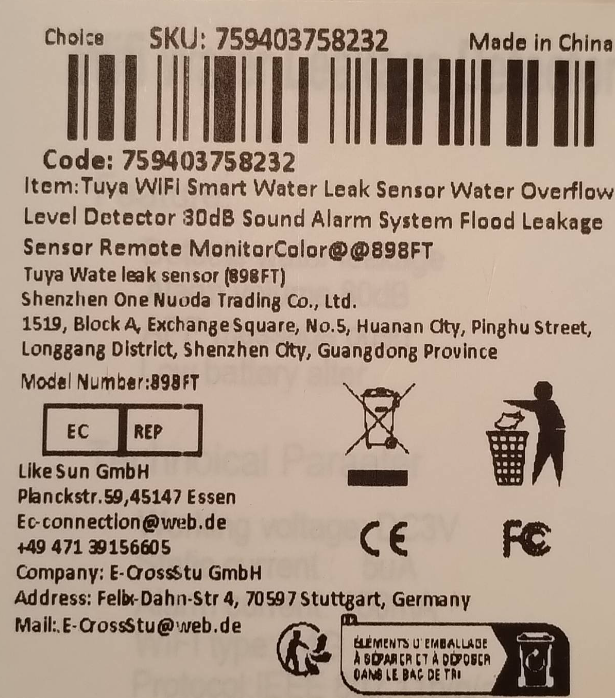 Choice SKU: 759403758232 Made in China
Code: 759403758232
Item:Tuya WIFI Smart Water Leak Sensor Water Overflow
Level Detector 30dB Sound Alarm System Flood Leakage
Sensor Remote MonitorColor@@898FT
Tuya Wate leak sensor (898FT)
Shenzhen One Nuoda Trading Co., Ltd.
1519, Block A, Exchange Square, No.5, Huanan City, Pinghu Street,
Longgang District, Shenzhen City, Guangdong Province
Model Number:898FT
EC REP
Like Sun GmbH
Planckstr.59,45147 Essen
Ec-connection@web.de
+49 471 39156605
CE FC
Company: E-CrossStu GmbH
Address: Felix-Dahn-Str 4, 70597 Stuttgart, Germany
Mail:.E-CrossStu@web.de
ÉLÉMENTS D'EMBALLAGE
À SÉPARER ET À DÉPOSER
DANS LE BAC DE TRI
Technoical Paramter